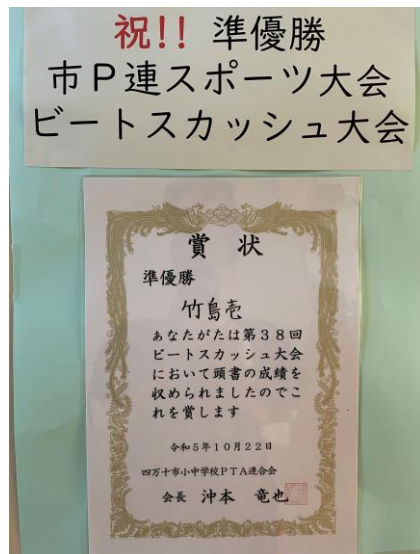 祝!! 準優勝
市P連スポーツ大会
ビートスカッシュ大会
賞状
準優勝
竹島壱
あなたがたは第38回
ビートスカッシュ大会
において頭書の成績を
収められましたのでこ
れを賞します
令和5年10月22日
四万十市小中学校PTA連合会
会長 沖本 竜也